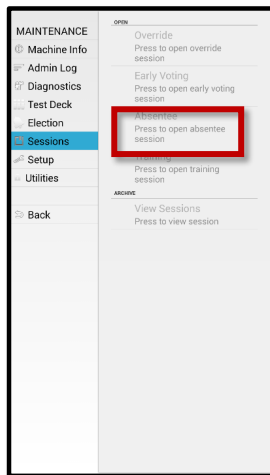 MAINTENANCE
Machine Info
Admin Log
Diagnostics
Test Deck
Election
Sessions
Setup
Utilities
Back
OPEN
Override
Press to open override
session
Early Voting
Press to open early voting
session
Absentee
Press to open absentee
session
Training
Press to open training
session
ARCHIVE
View Sessions
Press to view session